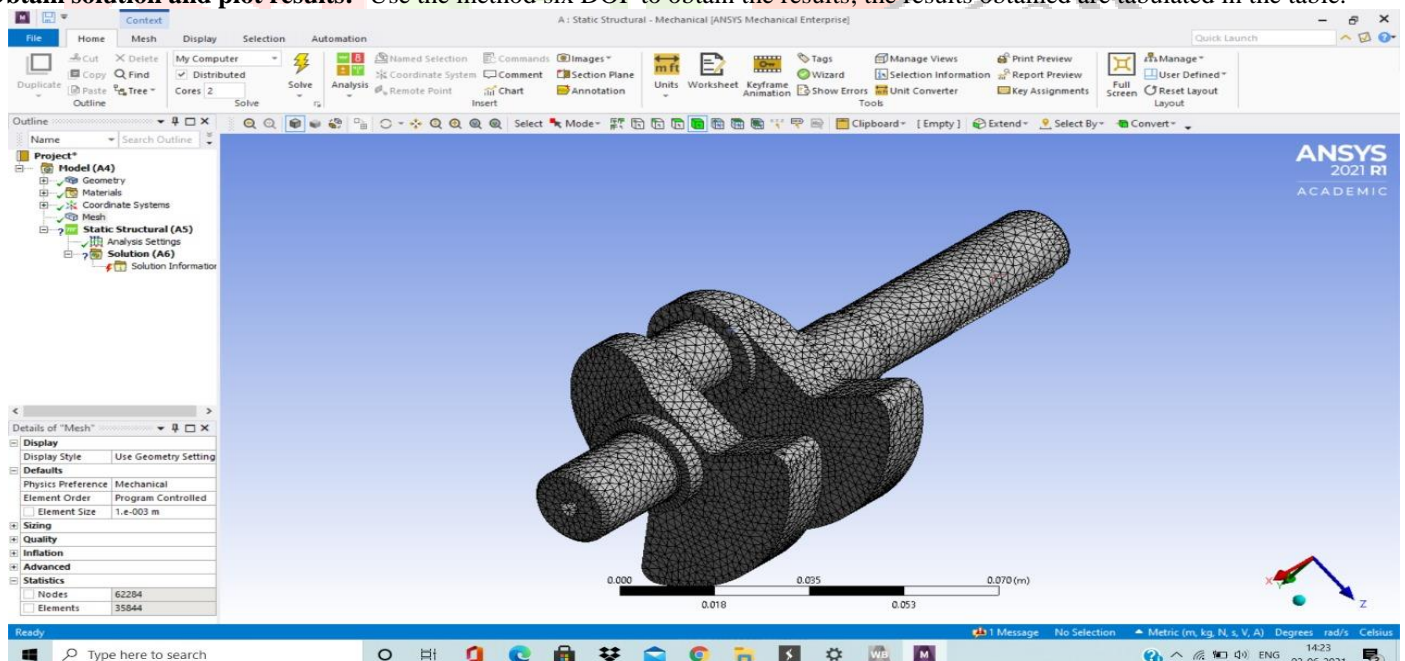 obtain solution and plot results: Use the method six DOF to obtain the results, the results obtained are tabulated in the table.
Context
A : Static Structural - Mechanical [ANSYS Mechanical Enterprise]
File Home Mesh Display Selection Automation
Quick Launch
Duplicate
Cut
Copy
Paste
Delete
Find
Tree
Outline
My Computer
Distributed
Cores 2
Solve
Solve
Analysis
Named Selection
Coordinate System
Remote Point
Commands
Comment
Chart
Images
Section Plane
Annotation
Insert
Units
Worksheet
Keyframe
Animation
Tags
Wizard
Show Errors
Manage Views
Selection Information
Unit Converter
Print Preview
Report Preview
Key Assignments
Tools
Full
Screen
Manage
User Defined
Reset Layout
Layout
Outline
Select Mode Clipboard [ Empty ] Extend Select By Convert
Name Search Outline
Project*
Model (A4)
Geometry
Materials
Coordinate Systems
Mesh
Static Structural (A5)
Analysis Settings
Solution (A6)
Solution Information
ANSYS
2021 R1
ACADEMIC
Details of "Mesh"
Display
Display Style Use Geometry Setting
Defaults
Physics Preference Mechanical
Element Order Program Controlled
Element Size 1.e-003 m
Sizing
Quality
Inflation
Advanced
Statistics
Nodes 62284
Elements 35844
0.000 0.035 0.070 (m)
0.018 0.053
X
Z
Ready
1 Message No Selection Metric (m, kg, N, s, V, A) Degrees rad/s Celsius
Type here to search
WB
M
ENG
14:23